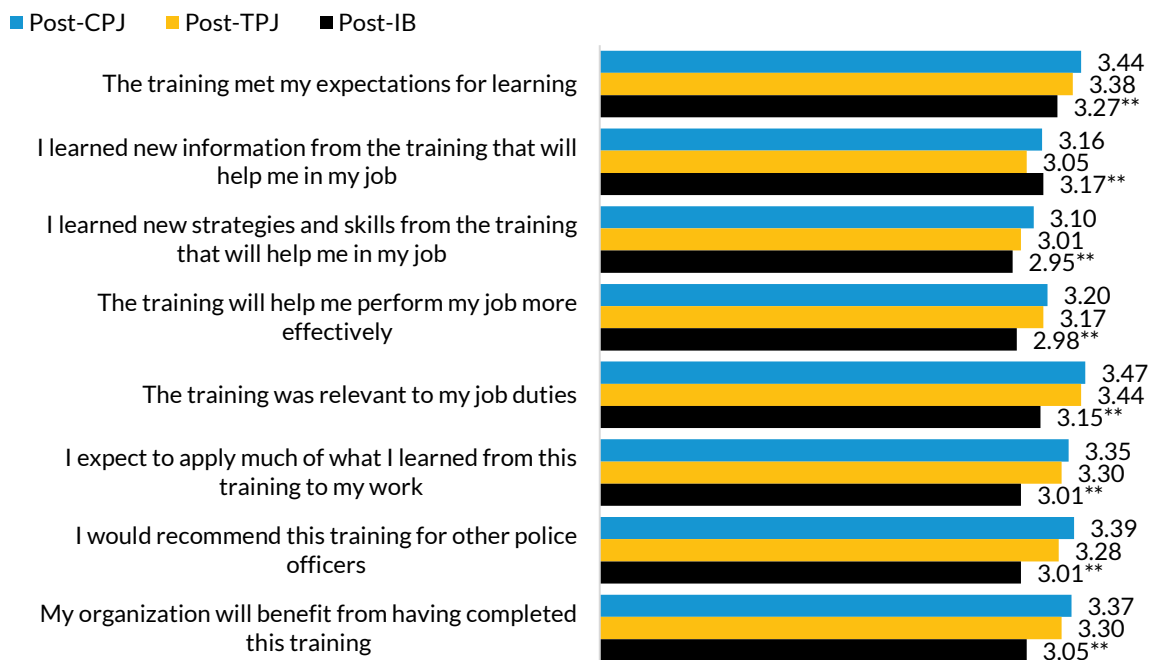 Post-CPJ Post-TPJ Post-IB
The training met my expectations for learning
3.44
3.38
3.27**
I learned new information from the training that will
help me in my job
3.16
3.05
3.17**
I learned new strategies and skills from the training
that will help me in my job
3.10
3.01
2.95**
The training will help me perform my job more
effectively
3.20
3.17
2.98**
The training was relevant to my job duties
3.47
3.44
3.15**
I expect to apply much of what I learned from this
training to my work
3.35
3.30
3.01**
I would recommend this training for other police
officers
3.39
3.28
3.01**
My organization will benefit from having completed
this training
3.37
3.30
3.05**